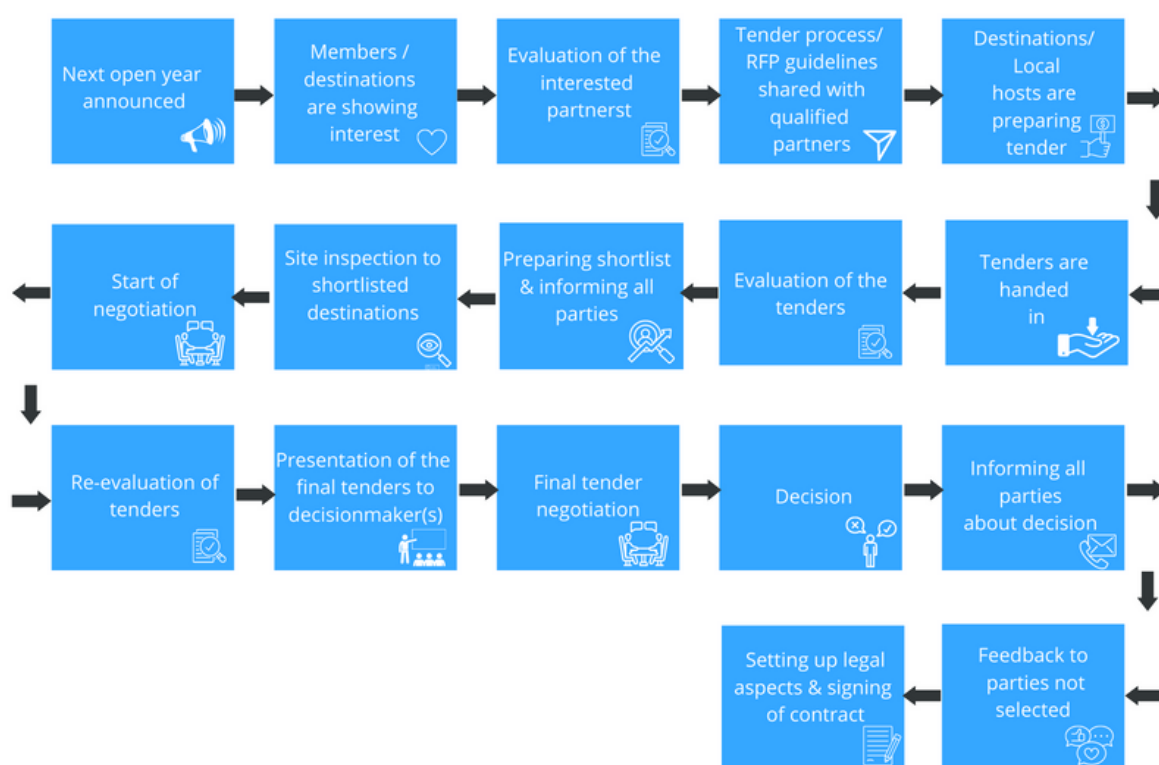 Next open year
announced
Members /
destinations
are showing
interest
Evaluation of the
interested
partnerst
Tender process/
RFP guidelines
shared with
qualified
partners
Destinations/
Local
hosts are
preparing
tender
Tenders are
handed
in
Evaluation of the
tenders
Preparing shortlist
& informing all
parties
Site inspection to
shortlisted
destinations
Start of
negotiation
Re-evaluation of
tenders
Presentation of the
final tenders to
decisionmaker(s)
Final tender
negotiation
Decision
Informing all
parties
about decision
Feedback to
parties not
selected
Setting up legal
aspects & signing
of contract